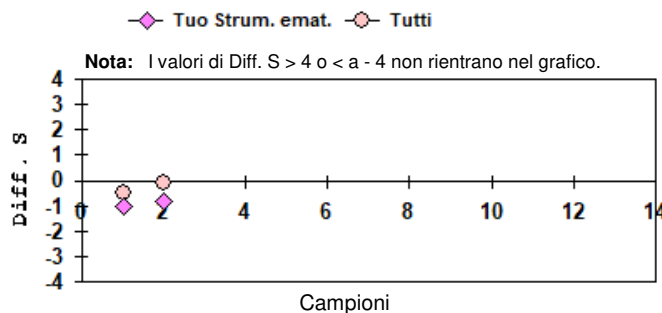 Tuo Strum. emat. Tutti
Nota: I valori di Diff. S > 4 o < a - 4 non rientrano nel grafico.
4
3
2
1
0
-1
-2
-3
-4
0 2 4 6 8 10 12 14
Diff. S
Campioni